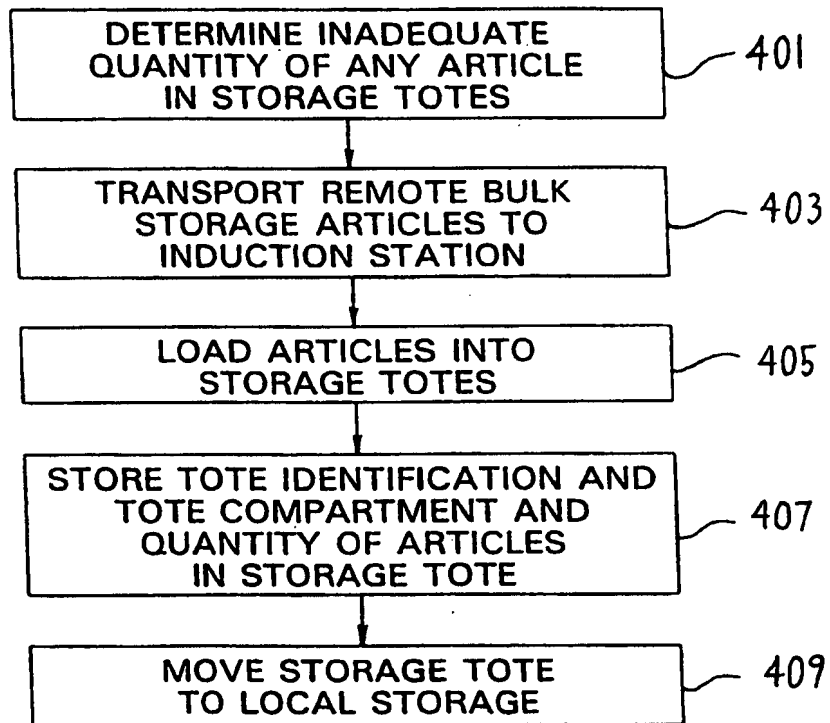 DETERMINE INADEQUATE
QUANTITY OF ANY ARTICLE
IN STORAGE TOTES
401
TRANSPORT REMOTE BULK
STORAGE ARTICLES TO
INDUCTION STATION
403
LOAD ARTICLES INTO
STORAGE TOTES
405
STORE TOTE IDENTIFICATION AND
TOTE COMPARTMENT AND
QUANTITY OF ARTICLES
IN STORAGE TOTE
407
MOVE STORAGE TOTE
TO LOCAL STORAGE
409